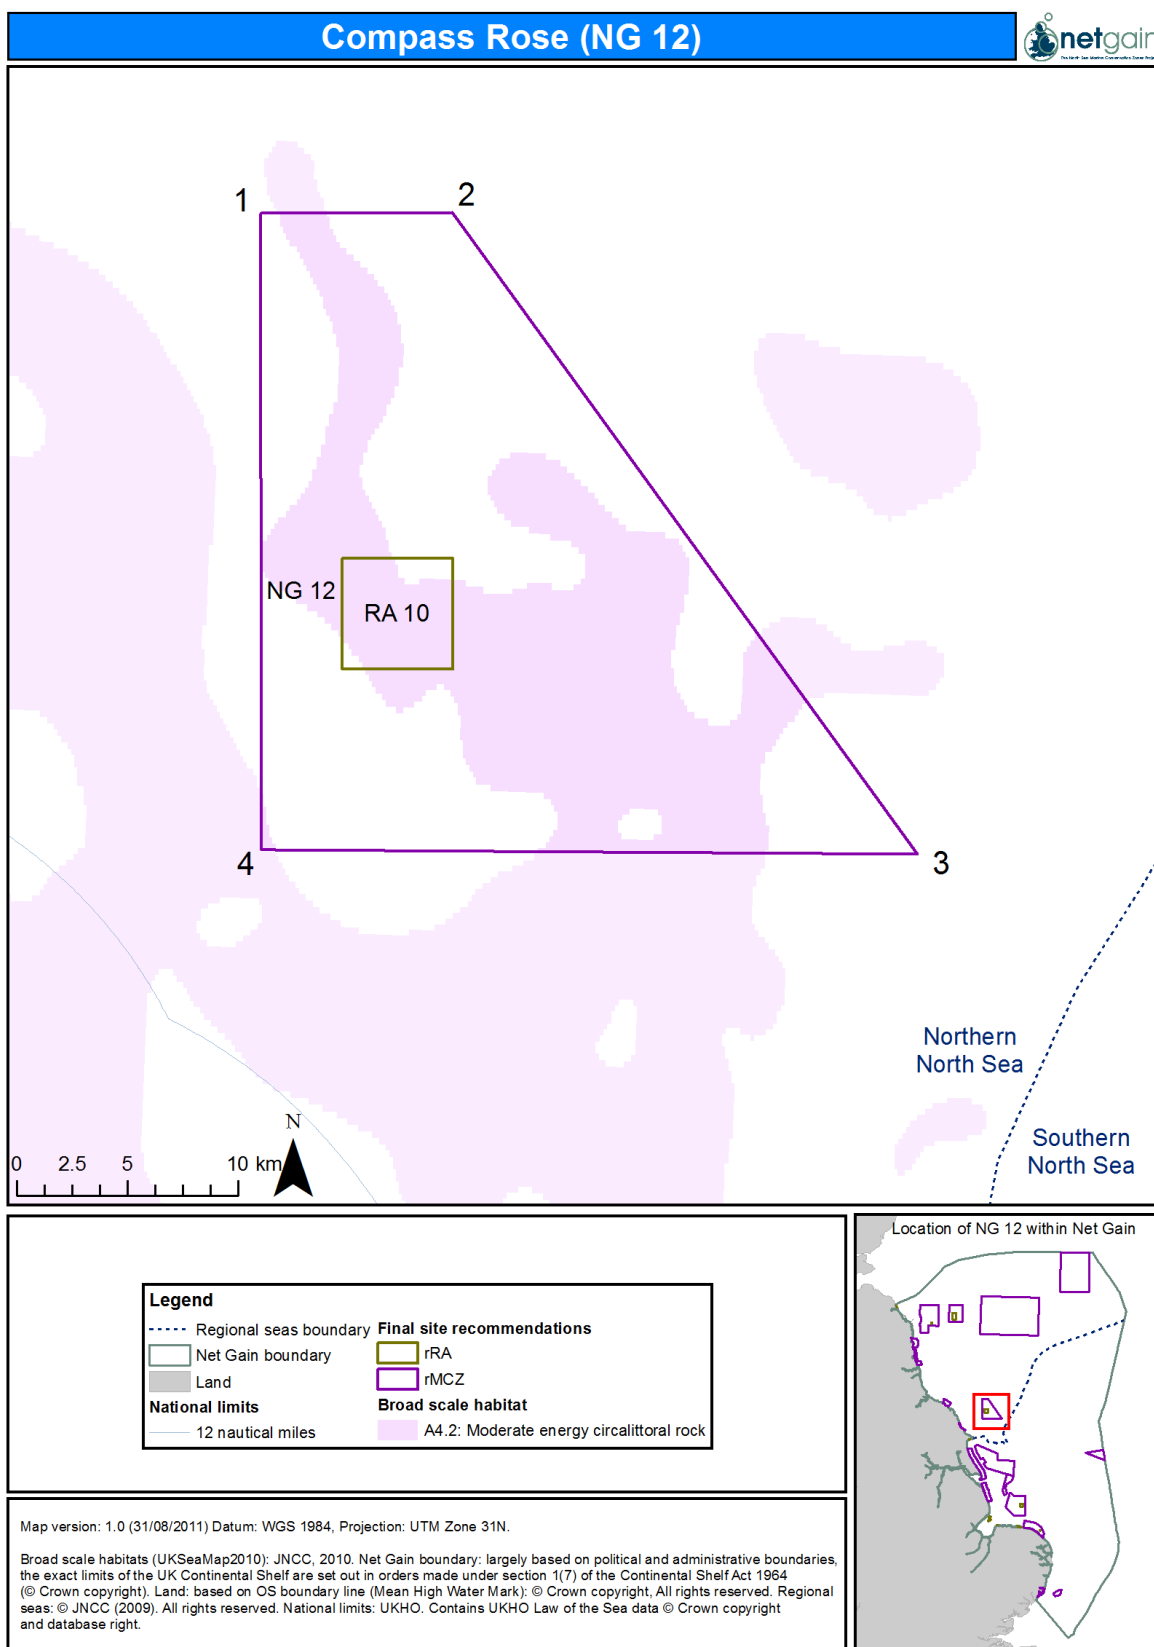 Compass Rose (NG 12)
netgain
The North Sea Marine Conservation Zones Project
1
2
NG 12
RA 10
4
3
Northern
North Sea
Southern
North Sea
N
0 2.5 5 10 km
Location of NG 12 within Net Gain
Legend
Regional seas boundary
Net Gain boundary
Land
National limits
12 nautical miles
Final site recommendations
rRA
rMCZ
Broad scale habitat
A4.2: Moderate energy circalittoral rock
Map version: 1.0 (31/08/2011) Datum: WGS 1984, Projection: UTM Zone 31N.
Broad scale habitats (UKSeaMap2010): JNCC, 2010. Net Gain boundary: largely based on political and administrative boundaries,
the exact limits of the UK Continental Shelf are set out in orders made under section 1(7) of the Continental Shelf Act 1964
(© Crown copyright). Land: based on OS boundary line (Mean High Water Mark): © Crown copyright, All rights reserved. Regional
seas: © JNCC (2009). All rights reserved. National limits: UKHO. Contains UKHO Law of the Sea data © Crown copyright
and database right.